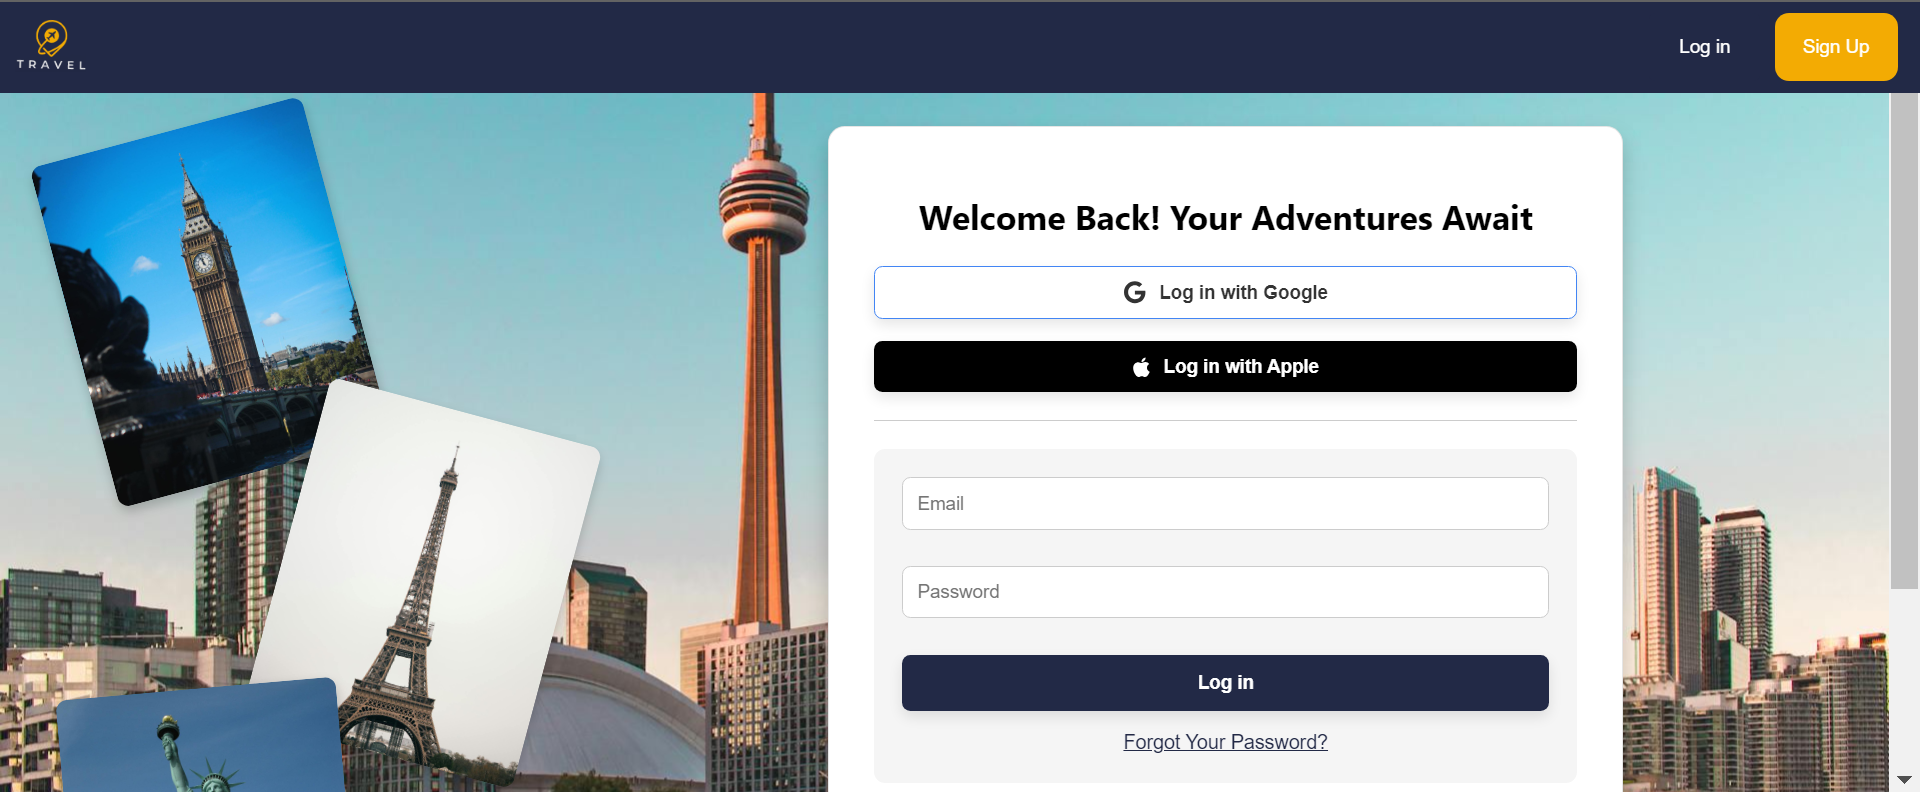 TRAVEL
Log in
Sign Up
Welcome Back! Your Adventures Await
Log in with Google
Log in with Apple
Email
Password
Log in
Forgot Your Password?